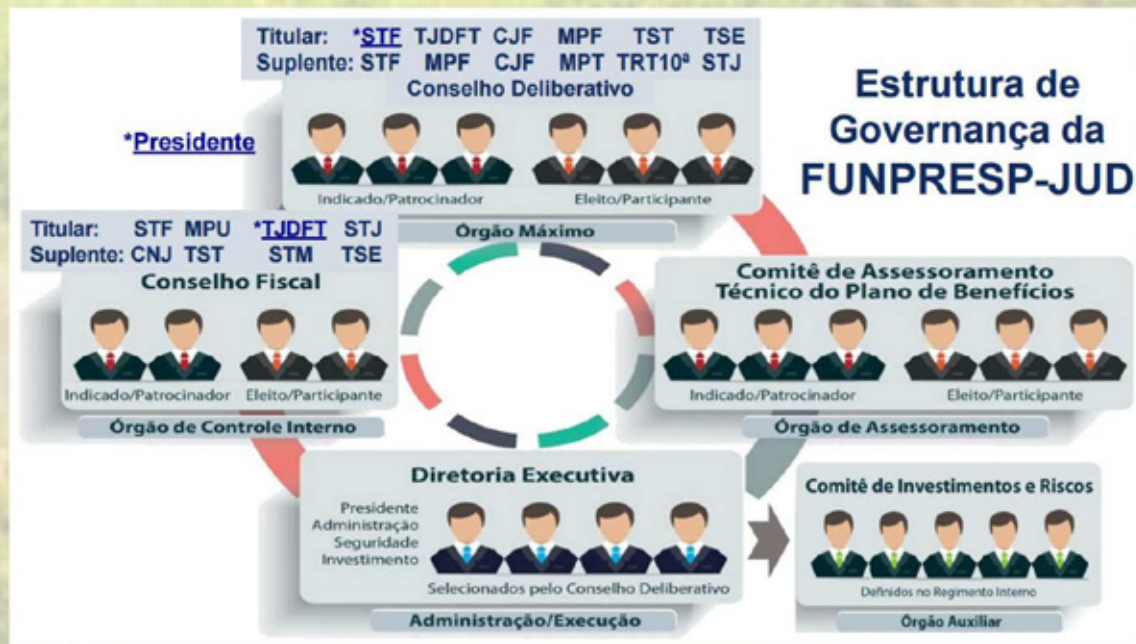 Titular: *STF TJDFT CJF MPF TST TSE
Suplente: STF MPF CJF MPT TRT10ª STJ
Conselho Deliberativo
*Presidente
Indicado/Patrocinador Eleito/Participante
Órgão Máximo
Estrutura de
Governança da
FUNPRESP-JUD
Titular: STF MPU *TJDFT STJ
Suplente: CNJ TST STM TSE
Conselho Fiscal
Indicado/Patrocinador Eleito/Participante
Órgão de Controle Interno
Comitê de Assessoramento
Técnico do Plano de Benefícios
Indicado/Patrocinador Eleito/Participante
Órgão de Assessoramento
Diretoria Executiva
Presidente
Administração
Seguridade
Investimento
Selecionados pelo Conselho Deliberativo
Administração/Execução
Comitê de Investimentos e Riscos
Definidos no Regimento Interno
Órgão Auxiliar